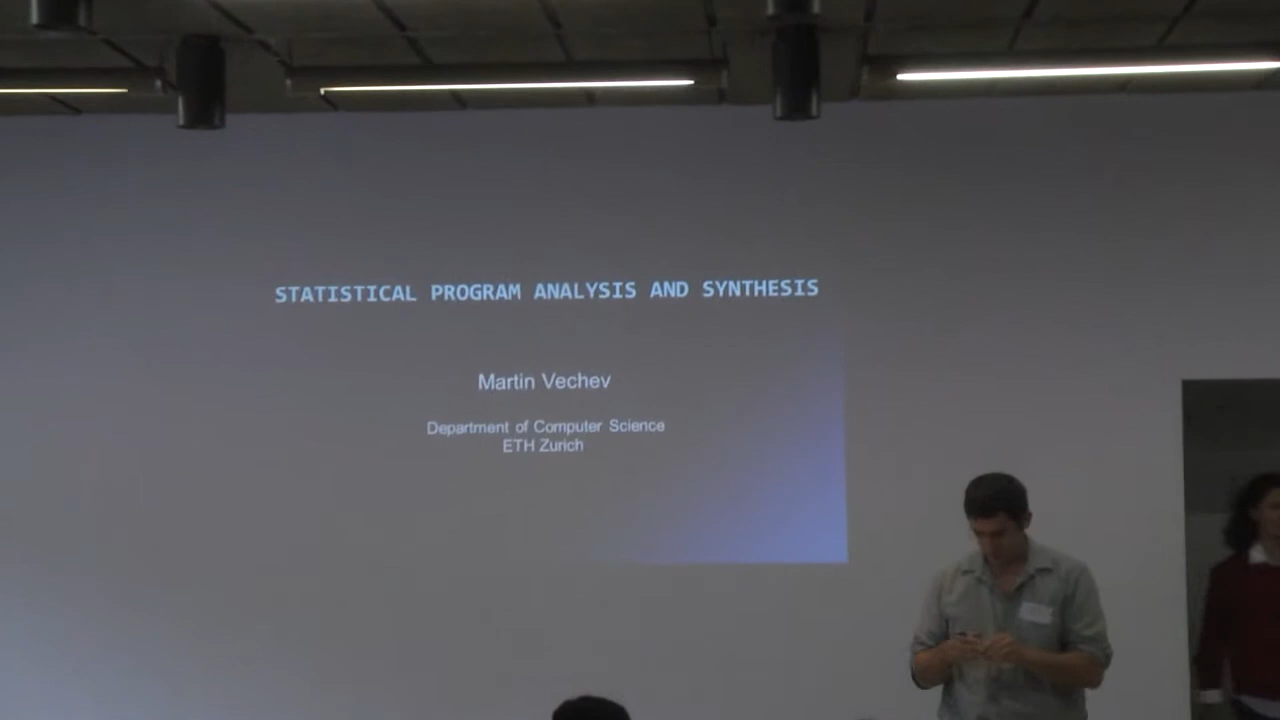 STATISTICAL PROGRAM ANALYSIS AND SYNTHESIS
Martin Vechev
Department of Computer Science
ETH Zurich